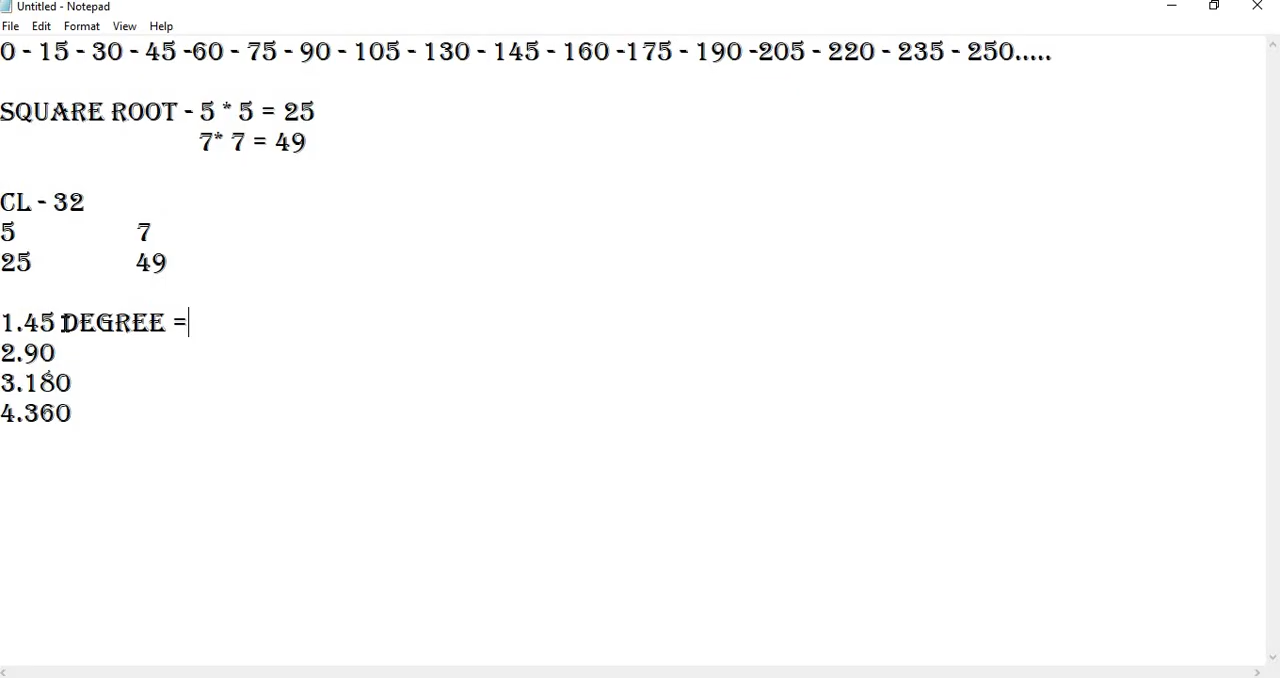 Untitled - Notepad
File Edit Format View Help
0 - 15 - 30 - 45 -60 - 75 - 90 - 105 - 130 - 145 - 160 -175 - 190 -205 - 220 - 235 - 250.....
SQUARE ROOT - 5 * 5 = 25
7* 7 = 49
CL - 32
5 7
25 49
1.45 DEGREE =
2.90
3.180
4.360